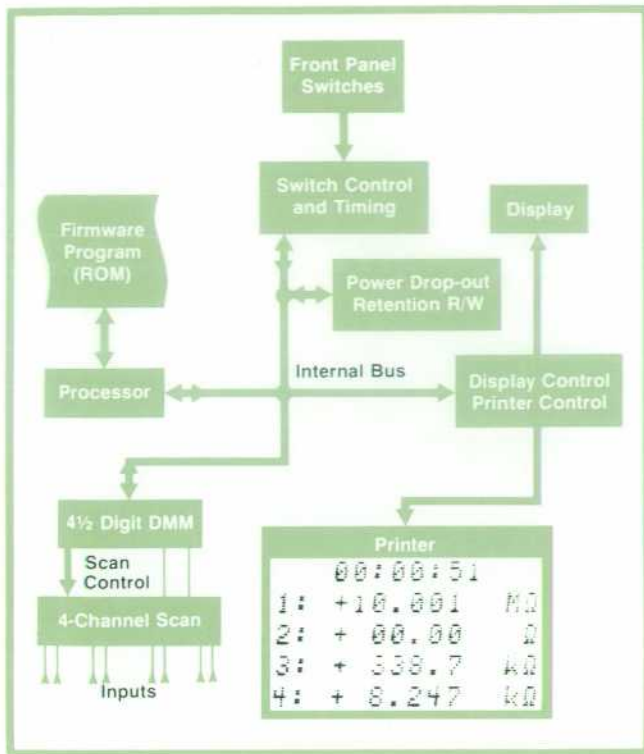 Front Panel
Switches
Switch Control
and Timing
Display
Firmware
Program
(ROM)
Power Drop-out
Retention R/W
Internal Bus
Processor
Display Control
Printer Control
4½ Digit DMM
Scan
Control
4-Channel Scan
Inputs
Printer
00:00:51
1: +10.001 MΩ
2: + 00.00 Ω
3: + 338.7 kΩ
4: + 8.247 kΩ